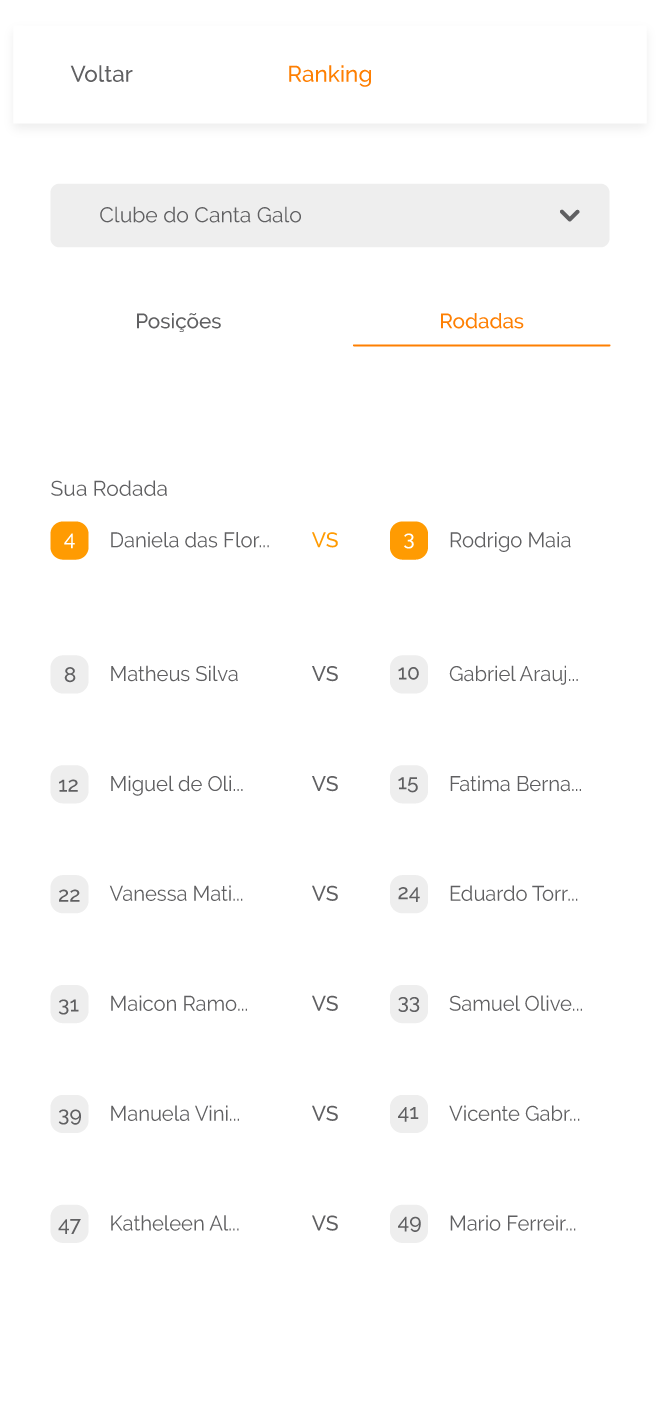 Voltar Ranking
Clube do Canta Galo
Posições Rodadas
Sua Rodada
4 Daniela das Flor... VS 3 Rodrigo Maia
8 Matheus Silva VS 10 Gabriel Arauj...
12 Miguel de Oli... VS 15 Fatima Berna...
22 Vanessa Mati... VS 24 Eduardo Torr...
31 Maicon Ramo... VS 33 Samuel Olive...
39 Manuela Vini... VS 41 Vicente Gabr...
47 Katheleen Al... VS 49 Mario Ferreir...